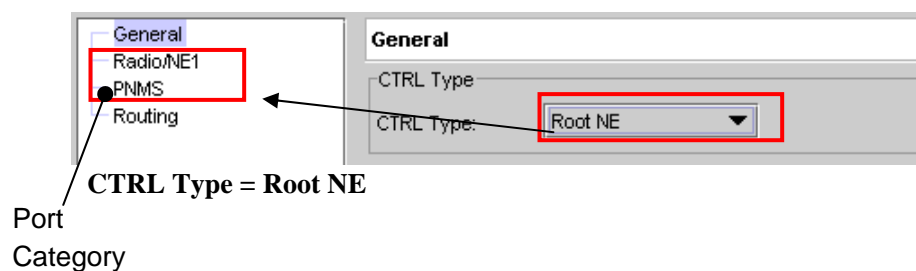 General
Radio/NE1
PNMS
Routing
General
CTRL Type
CTRL Type:
Root NE
CTRL Type = Root NE
Port
Category